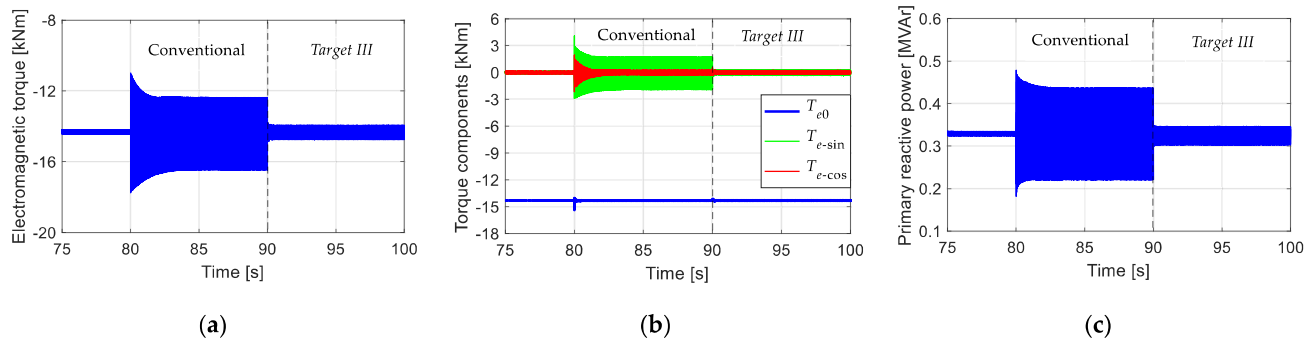 Electromagnetic torque [kNm]
-8
-12
-16
-20
Conventional
Target III
75 80 85 90 95 100
Time [s]
(a)
Torque components [kNm]
6
3
0
-3
-6
-9
-12
-15
-18
Conventional
Target III
T_e0
T_e-sin
T_e-cos
75 80 85 90 95 100
Time [s]
(b)
Primary reactive power [MVAr]
0.6
0.5
0.4
0.3
0.2
0.1
Conventional
Target III
75 80 85 90 95 100
Time [s]
(c)